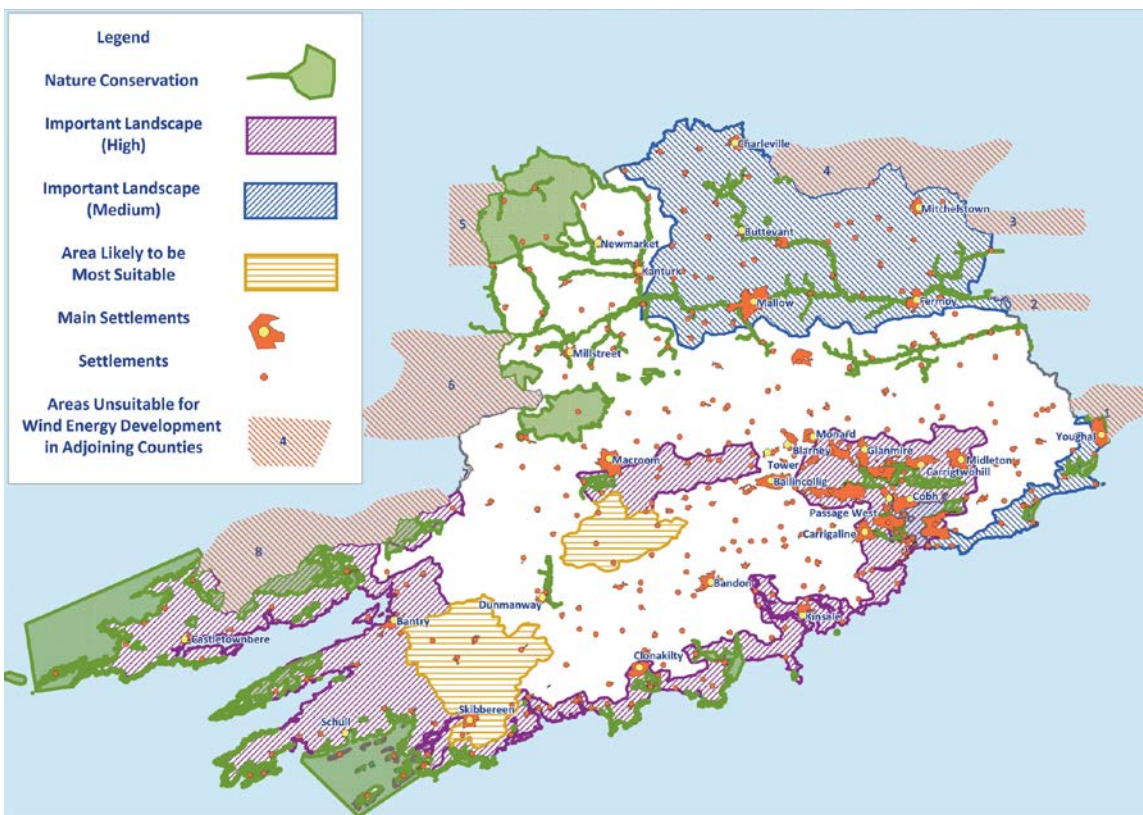 Legend
Nature Conservation
Important Landscape
(High)
Important Landscape
(Medium)
Area Likely to be
Most Suitable
Main Settlements
Settlements
Areas Unsuitable for
Wind Energy Development
in Adjoining Counties
4
Charleville
4
5
Mitchelstown
3
Buttevant
Newmarket
Kanturk
Mallow
Fermoy
2
Millstreet
6
1
Youghal
Monard
Blarney
Glanmire
Midleton
Macroom
Tower
Carrigtwohill
Ballincollig
Cobh
Passage West
Carrigaline
8
Bandon
Dunmanway
Kinsale
Bantry
Castletownbere
Clonakilty
Skibbereen
Schull